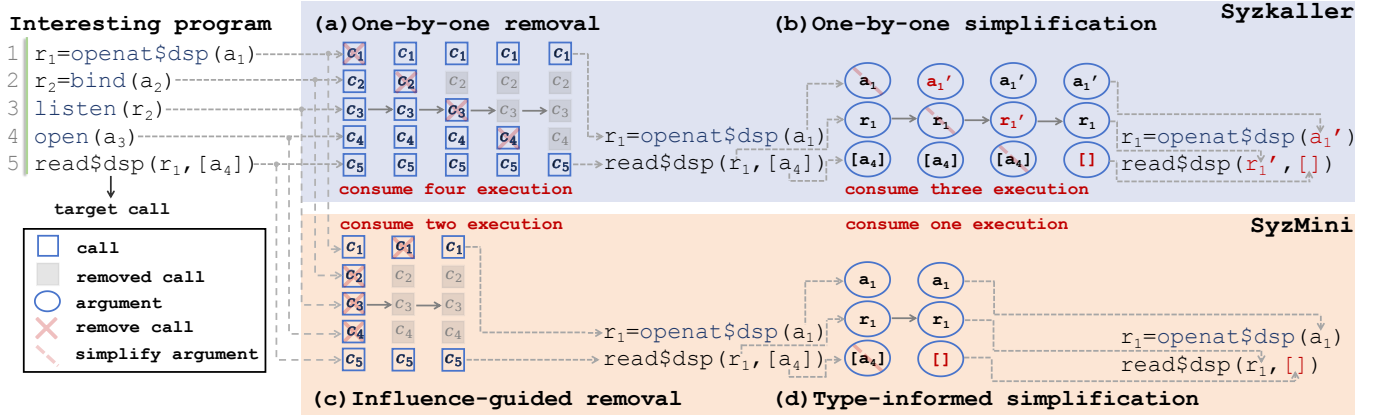 Interesting program
1 r₁=openat$dsp(a₁)
2 r₂=bind(a₂)
3 listen(r₂)
4 open(a₃)
5 read$dsp(r₁,[a₄])
target call
call
removed call
argument
remove call
simplify argument
Syzkaller
(a)One-by-one removal
c₁ c₁ c₁ c₁ c₁
c₂ c₂ c₂ c₂ c₂
c₃ c₃ c₃ c₃ c₃
c₄ c₄ c₄ c₄ c₄
c₅ c₅ c₅ c₅ c₅
consume four execution
r₁=openat$dsp(a₁)
read$dsp(r₁,[a₄])
(b)One-by-one simplification
a₁ a₁′ a₁′ a₁′
r₁ r₁ r₁′ r₁
[a₄] [a₄] [a₄] []
consume three execution
r₁=openat$dsp(a₁′)
read$dsp(r₁′,[])
SyzMini
consume two execution
c₁ c₁ c₁
c₂ c₂ c₂
c₃ c₃ c₃
c₄ c₄ c₄
c₅ c₅ c₅
(c)Influence-guided removal
r₁=openat$dsp(a₁)
read$dsp(r₁,[a₄])
consume one execution
a₁ a₁
r₁ r₁
[a₄] []
(d)Type-informed simplification
r₁=openat$dsp(a₁)
read$dsp(r₁,[])